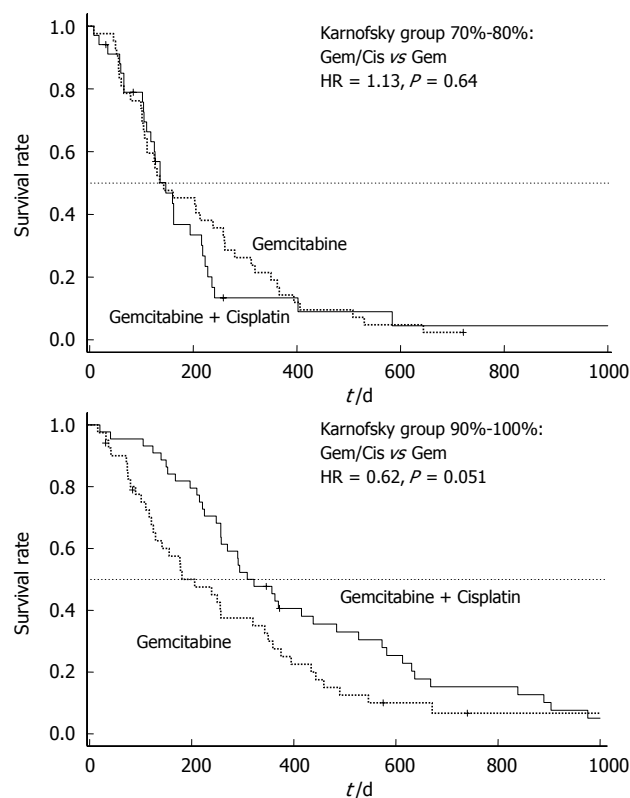 Karnofsky group 70%-80%:
Gem/Cis vs Gem
HR = 1.13, P = 0.64
1.0
0.8
0.6
0.4
0.2
0.0
Survival rate
Gemcitabine
Gemcitabine + Cisplatin
0 200 400 600 800 1000
t/d
Karnofsky group 90%-100%:
Gem/Cis vs Gem
HR = 0.62, P = 0.051
1.0
0.8
0.6
0.4
0.2
0.0
Survival rate
Gemcitabine + Cisplatin
Gemcitabine
0 200 400 600 800 1000
t/d